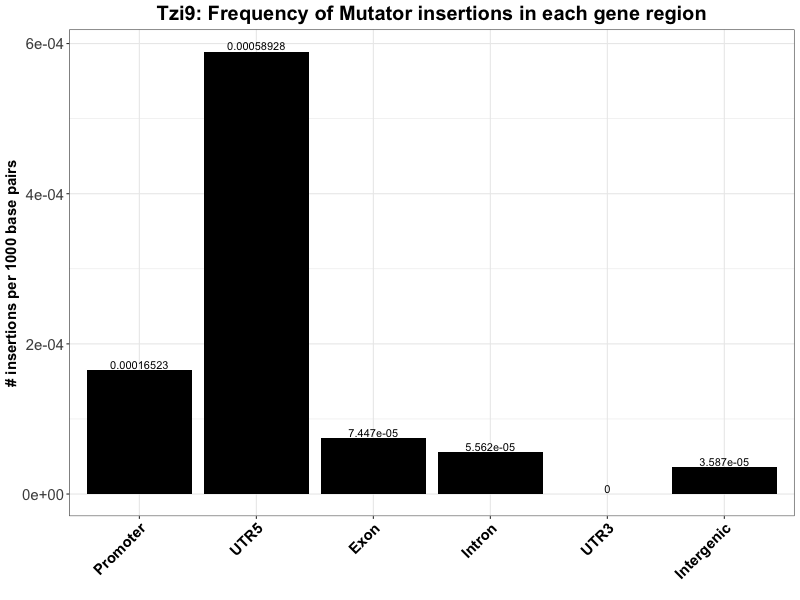 Tzi9: Frequency of Mutator insertions in each gene region
# insertions per 1000 base pairs
6e-04
4e-04
2e-04
0e+00
0.00016523
0.00058928
7.447e-05
5.562e-05
0
3.587e-05
Promoter
UTR5
Exon
Intron
UTR3
Intergenic